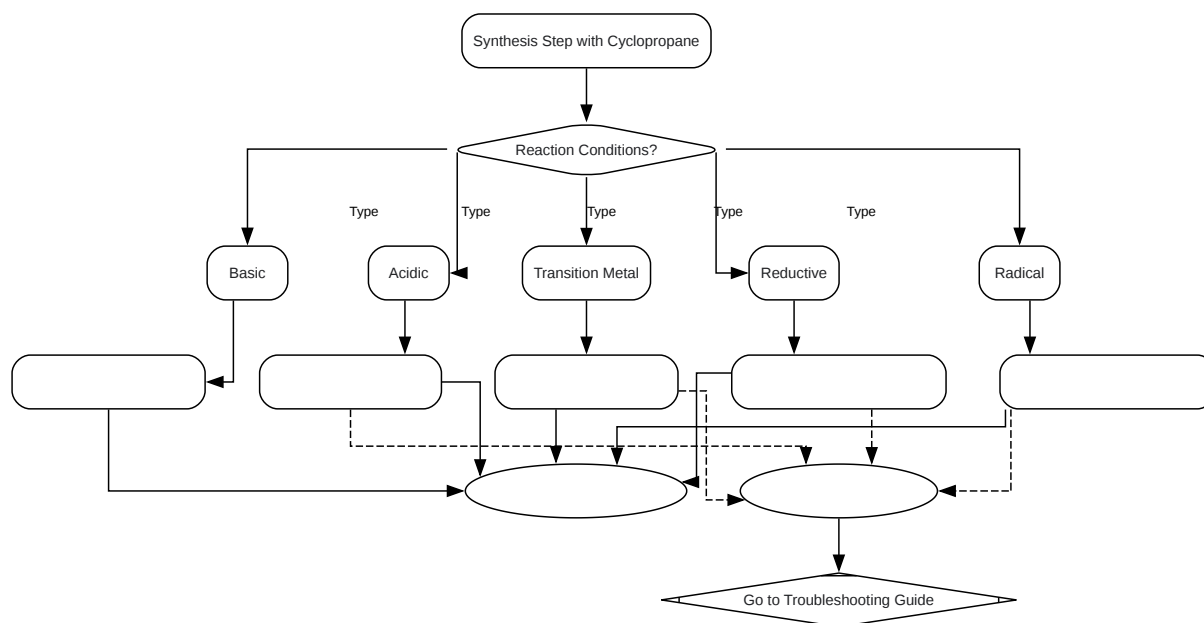 Synthesis Step with Cyclopropane
Reaction Conditions?
Type
Type
Type
Type
Type
Basic
Acidic
Transition Metal
Reductive
Radical
Go to Troubleshooting Guide